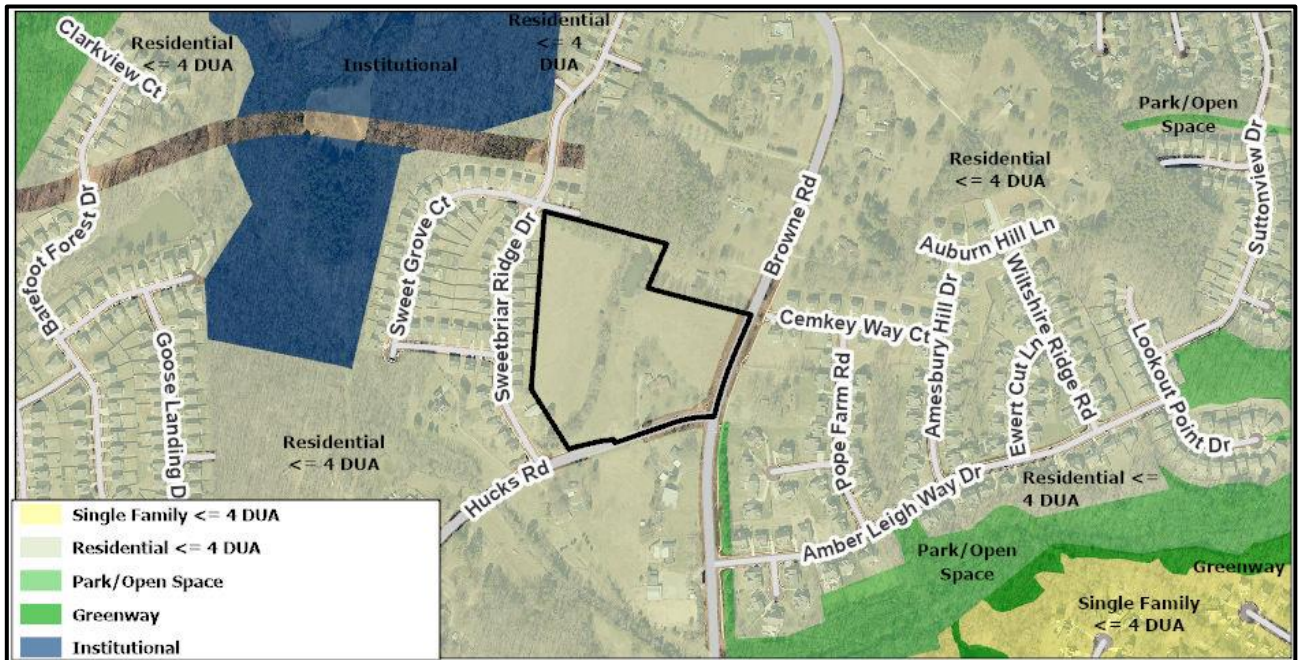 Residential
<= 4
DUA
Clarkview Ct
Residential
<= 4 DUA
Institutional
Park/Open
Space
Residential
<= 4 DUA
Suttonview Dr
Browne Rd
Barefoot Forest Dr
Sweet Grove Ct
Sweetbriar Ridge Dr
Auburn Hill Ln
Wiltshire Ridge Rd
Amesbury Hill Dr
Cemkey Way Ct
Goose Landing D
Pope Farm Rd
Ewert Cut Ln
Lookout Point Dr
Residential
<= 4 DUA
Hucks Rd
Residential <=
4 DUA
Amber Leigh Way Dr
Park/Open
Space
Greenway
Single Family
<= 4 DUA
Single Family <= 4 DUA
Residential <= 4 DUA
Park/Open Space
Greenway
Institutional